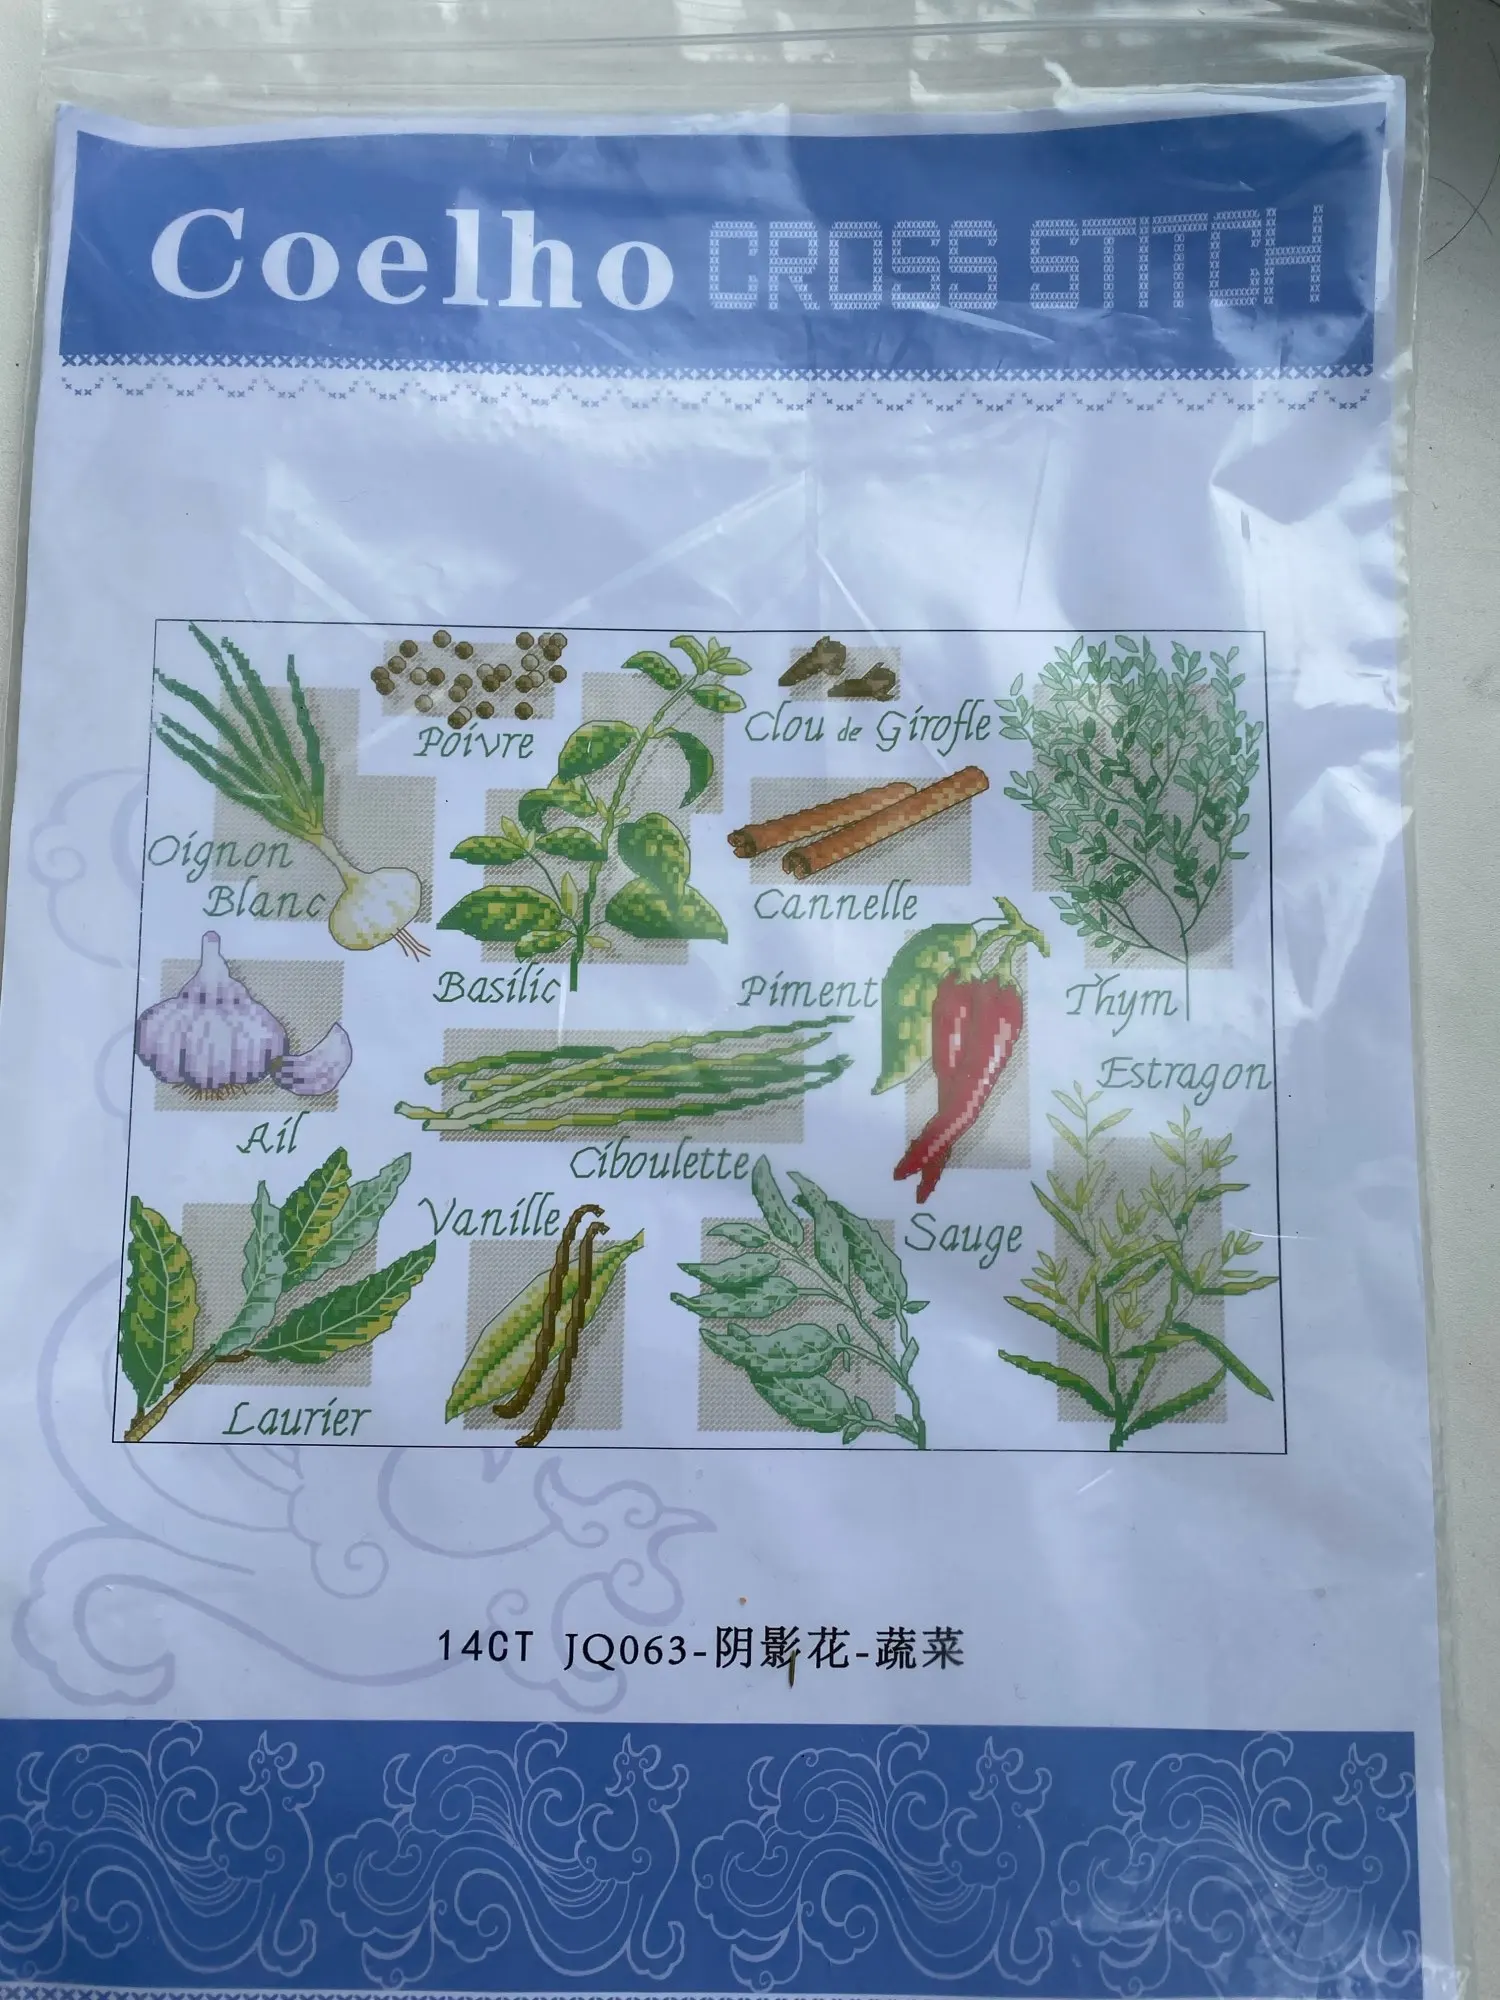 Coelho CROSS STITCH
Poivre
Clou de Girofle
Oignon
Blanc
Cannelle
Basilic
Piment
Thym
Estragon
Ail
Ciboulette
Vanille
Sauge
Laurier
14CT JQ063-阴影花-蔬菜